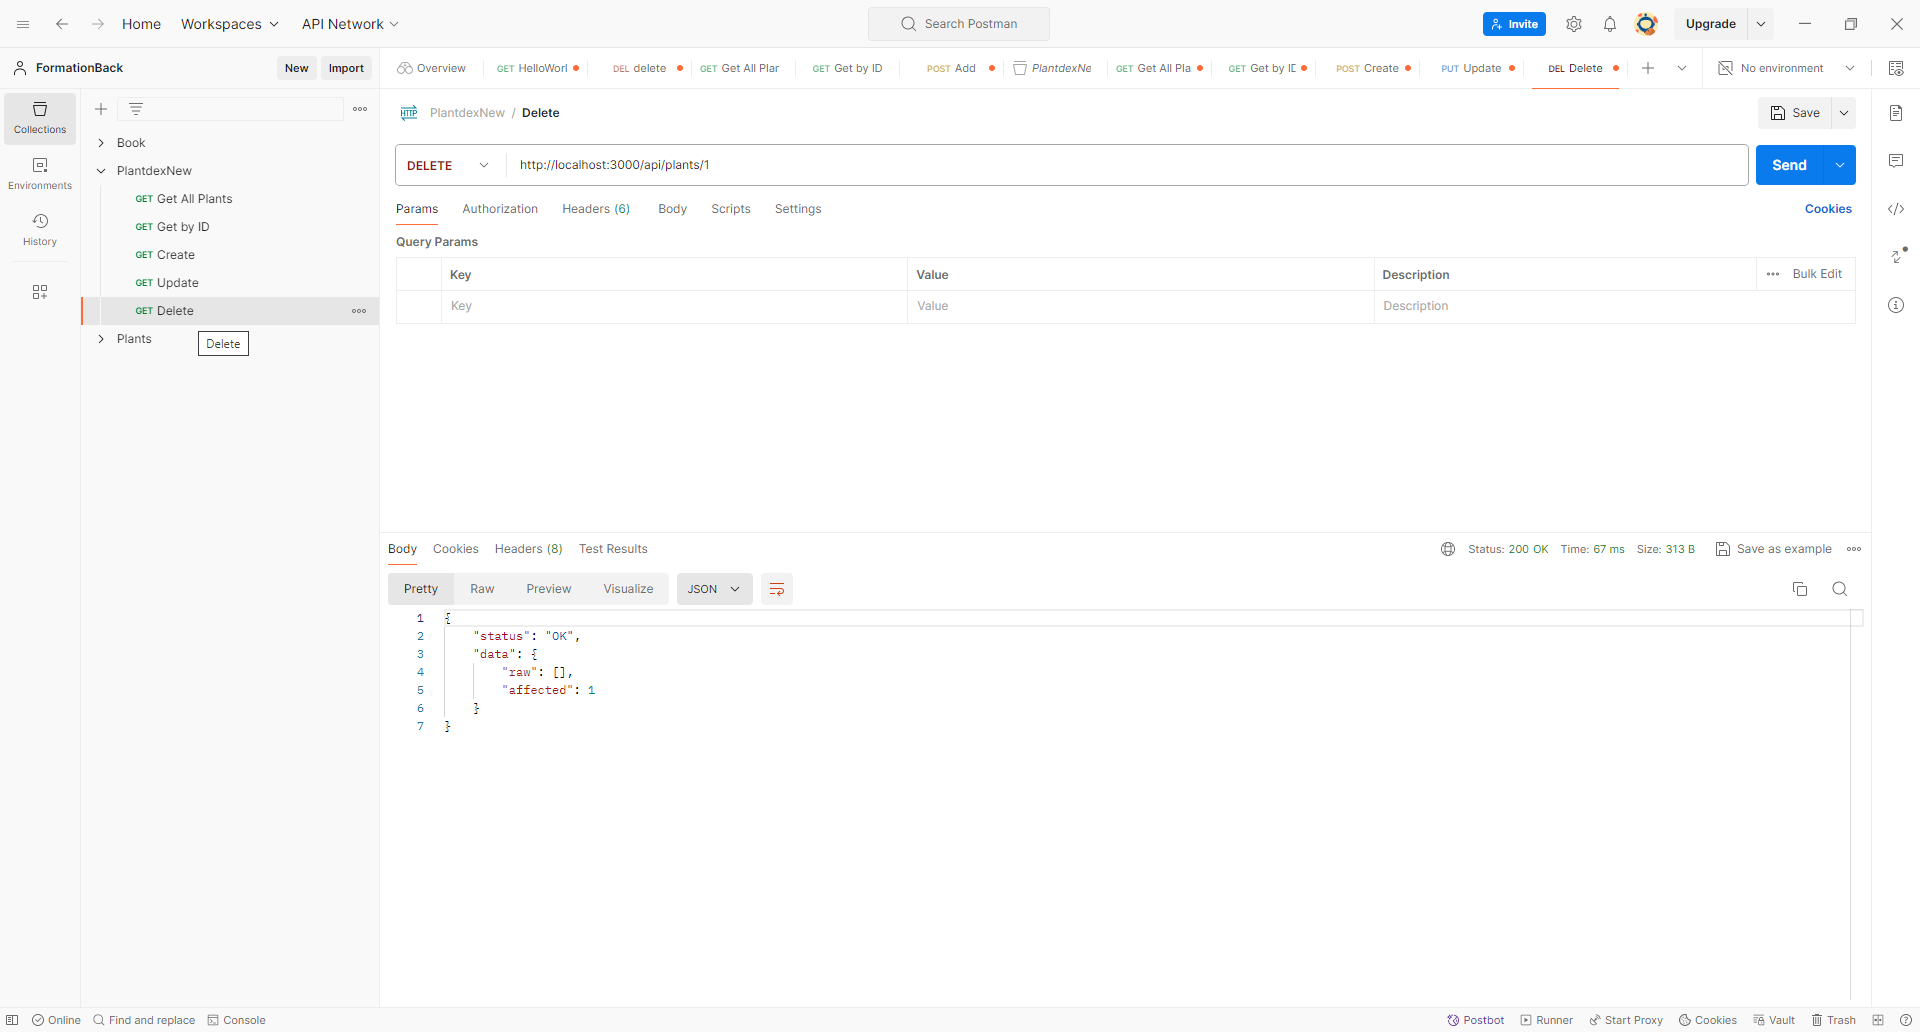 Home Workspaces API Network Search Postman Invite Upgrade
FormationBack New Import Overview GET HelloWorl DEL delete GET Get All Plar GET Get by ID POST Add PlantdexNe GET Get All Pla GET Get by IC POST Create PUT Update DEL Delete No environment
Collections
Environments
History
Book
PlantdexNew
GET Get All Plants
GET Get by ID
GET Create
GET Update
GET Delete
Plants
Delete
HTTP PlantdexNew / Delete Save
DELETE http://localhost:3000/api/plants/1 Send
Params Authorization Headers (6) Body Scripts Settings Cookies
Query Params
Key Value Description Bulk Edit
Key Value Description
Body Cookies Headers (8) Test Results Status: 200 OK Time: 67 ms Size: 313 B Save as example
Pretty Raw Preview Visualize JSON
1 {
2 "status": "OK",
3 "data": {
4 "raw": [],
5 "affected": 1
6 }
7 }
Online Find and replace Console Postbot Runner Start Proxy Cookies Vault Trash